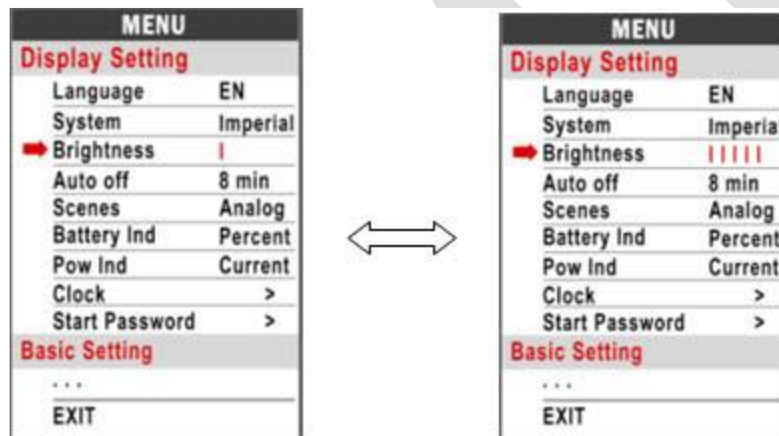 MENU
Display Setting
Language EN
System Imperial
Brightness I
Auto off 8 min
Scenes Analog
Battery Ind Percent
Pow Ind Current
Clock >
Start Password >
Basic Setting
...
EXIT
MENU
Display Setting
Language EN
System Imperial
Brightness IIIII
Auto off 8 min
Scenes Analog
Battery Ind Percent
Pow Ind Current
Clock >
Start Password >
Basic Setting
...
EXIT